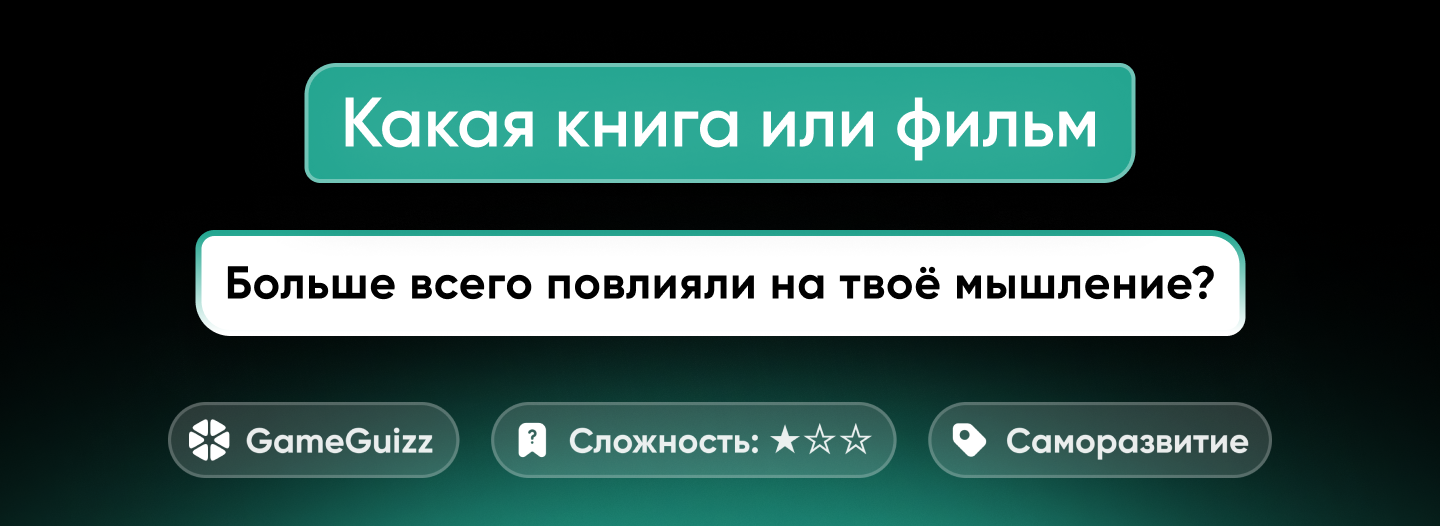 Какая книга или фильм
Больше всего повлияли на твоё мышление?
GameGuizz
Сложность: ★☆☆
Саморазвитие